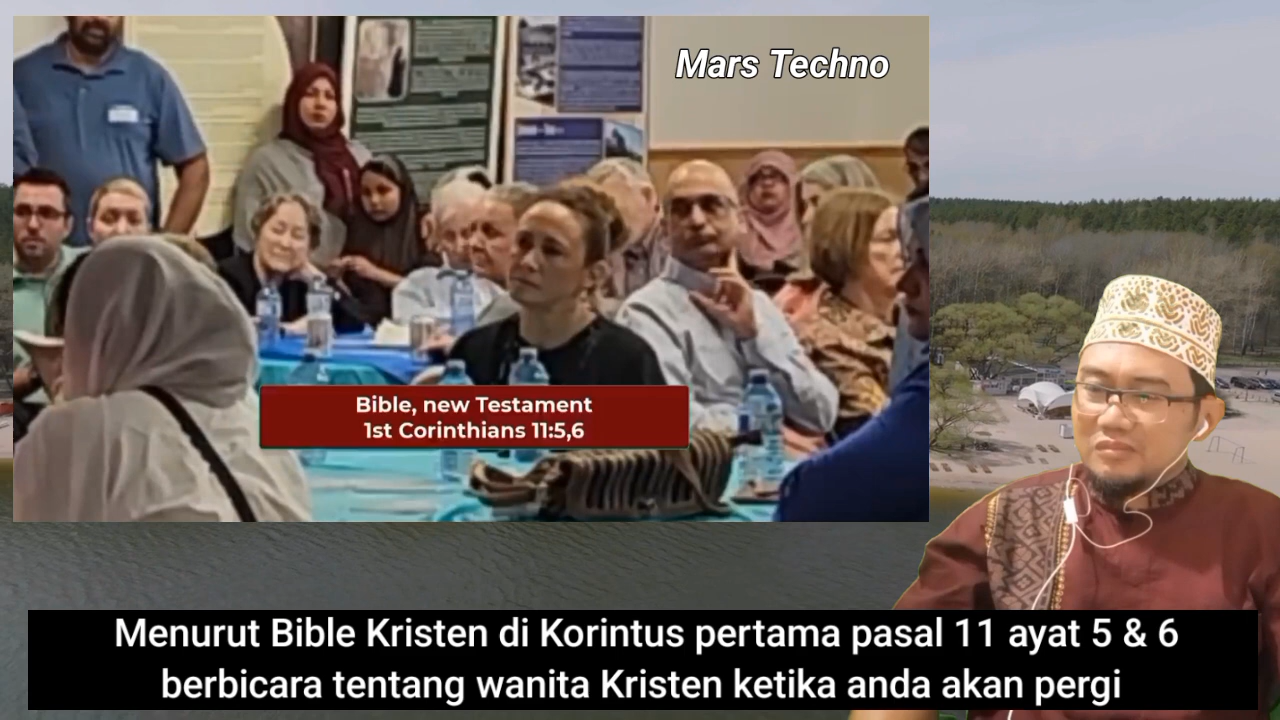 Mars Techno
Bible, new Testament
1st Corinthians 11:5,6
Menurut Bible Kristen di Korintus pertama pasal 11 ayat 5 & 6
berbicara tentang wanita Kristen ketika anda akan pergi